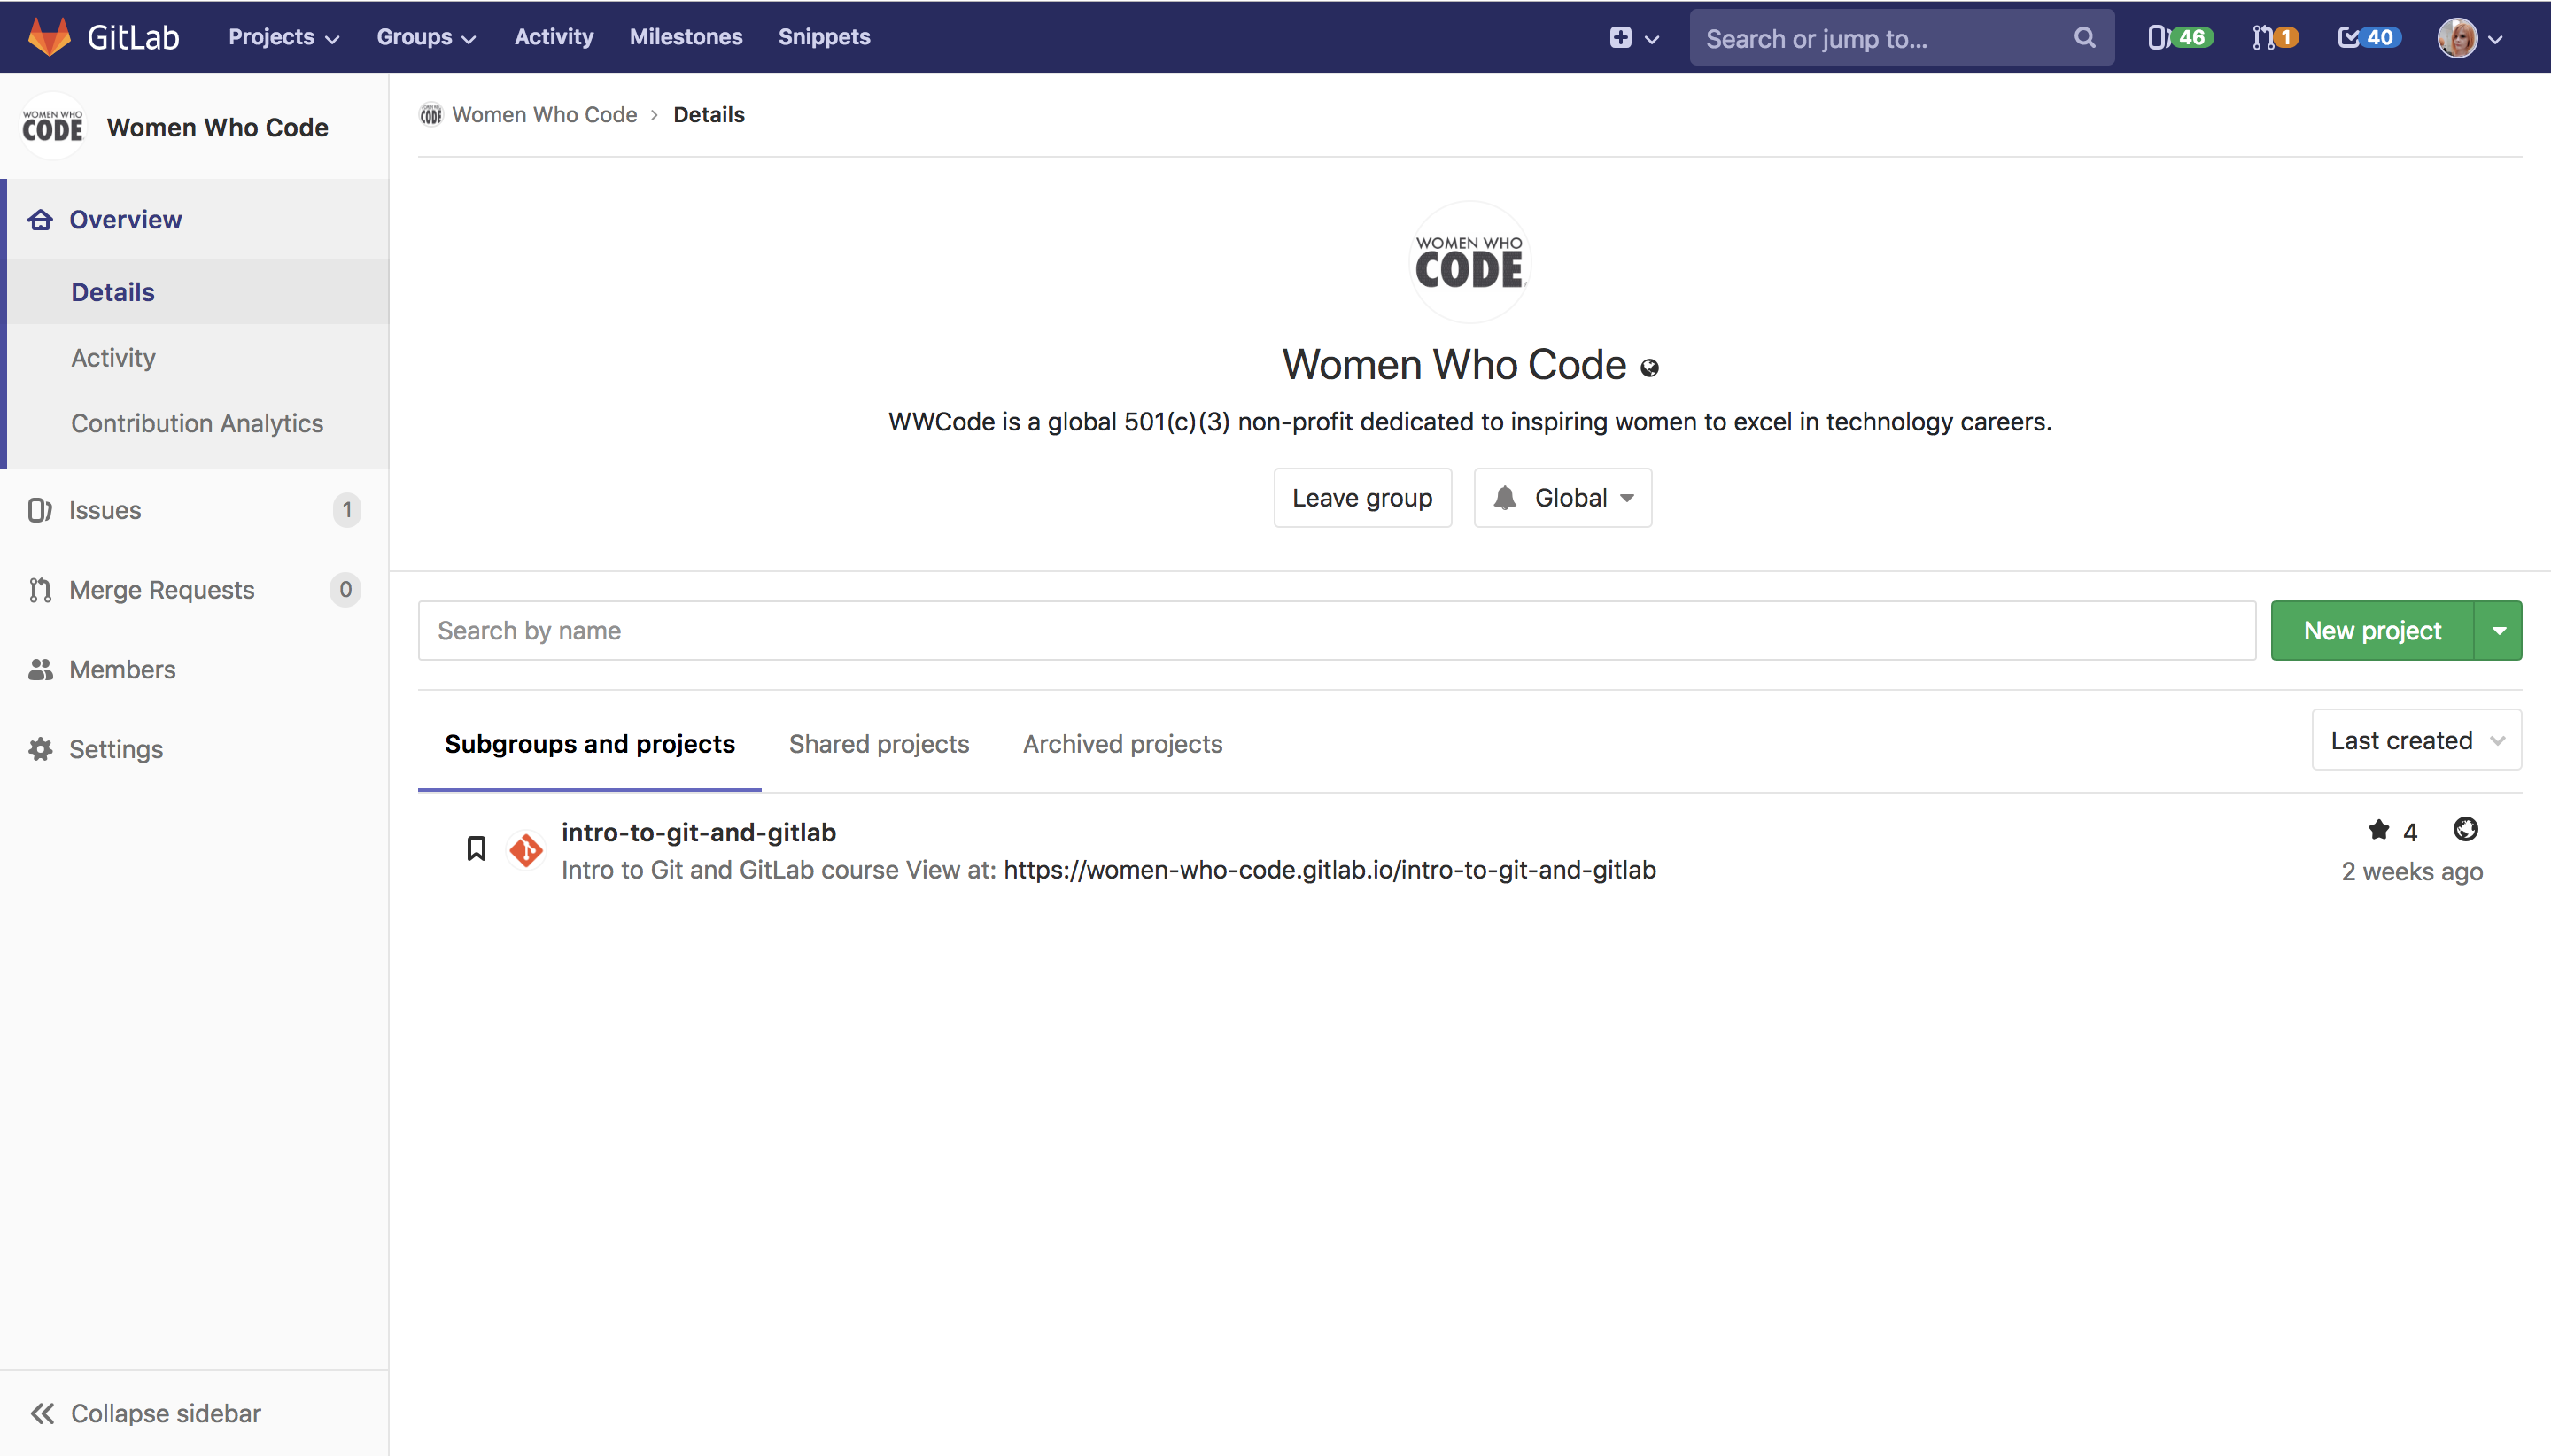 GitLab Projects Groups Activity Milestones Snippets Search or jump to... 46 1 40
WOMEN WHO
CODE
Women Who Code
Women Who Code > Details
Overview
Details
Activity
Contribution Analytics
Issues 1
Merge Requests 0
Members
Settings
Collapse sidebar
WOMEN WHO
CODE
Women Who Code
WWCode is a global 501(c)(3) non-profit dedicated to inspiring women to excel in technology careers.
Leave group Global
Search by name New project
Subgroups and projects Shared projects Archived projects Last created
intro-to-git-and-gitlab 4
Intro to Git and GitLab course View at: https://women-who-code.gitlab.io/intro-to-git-and-gitlab 2 weeks ago